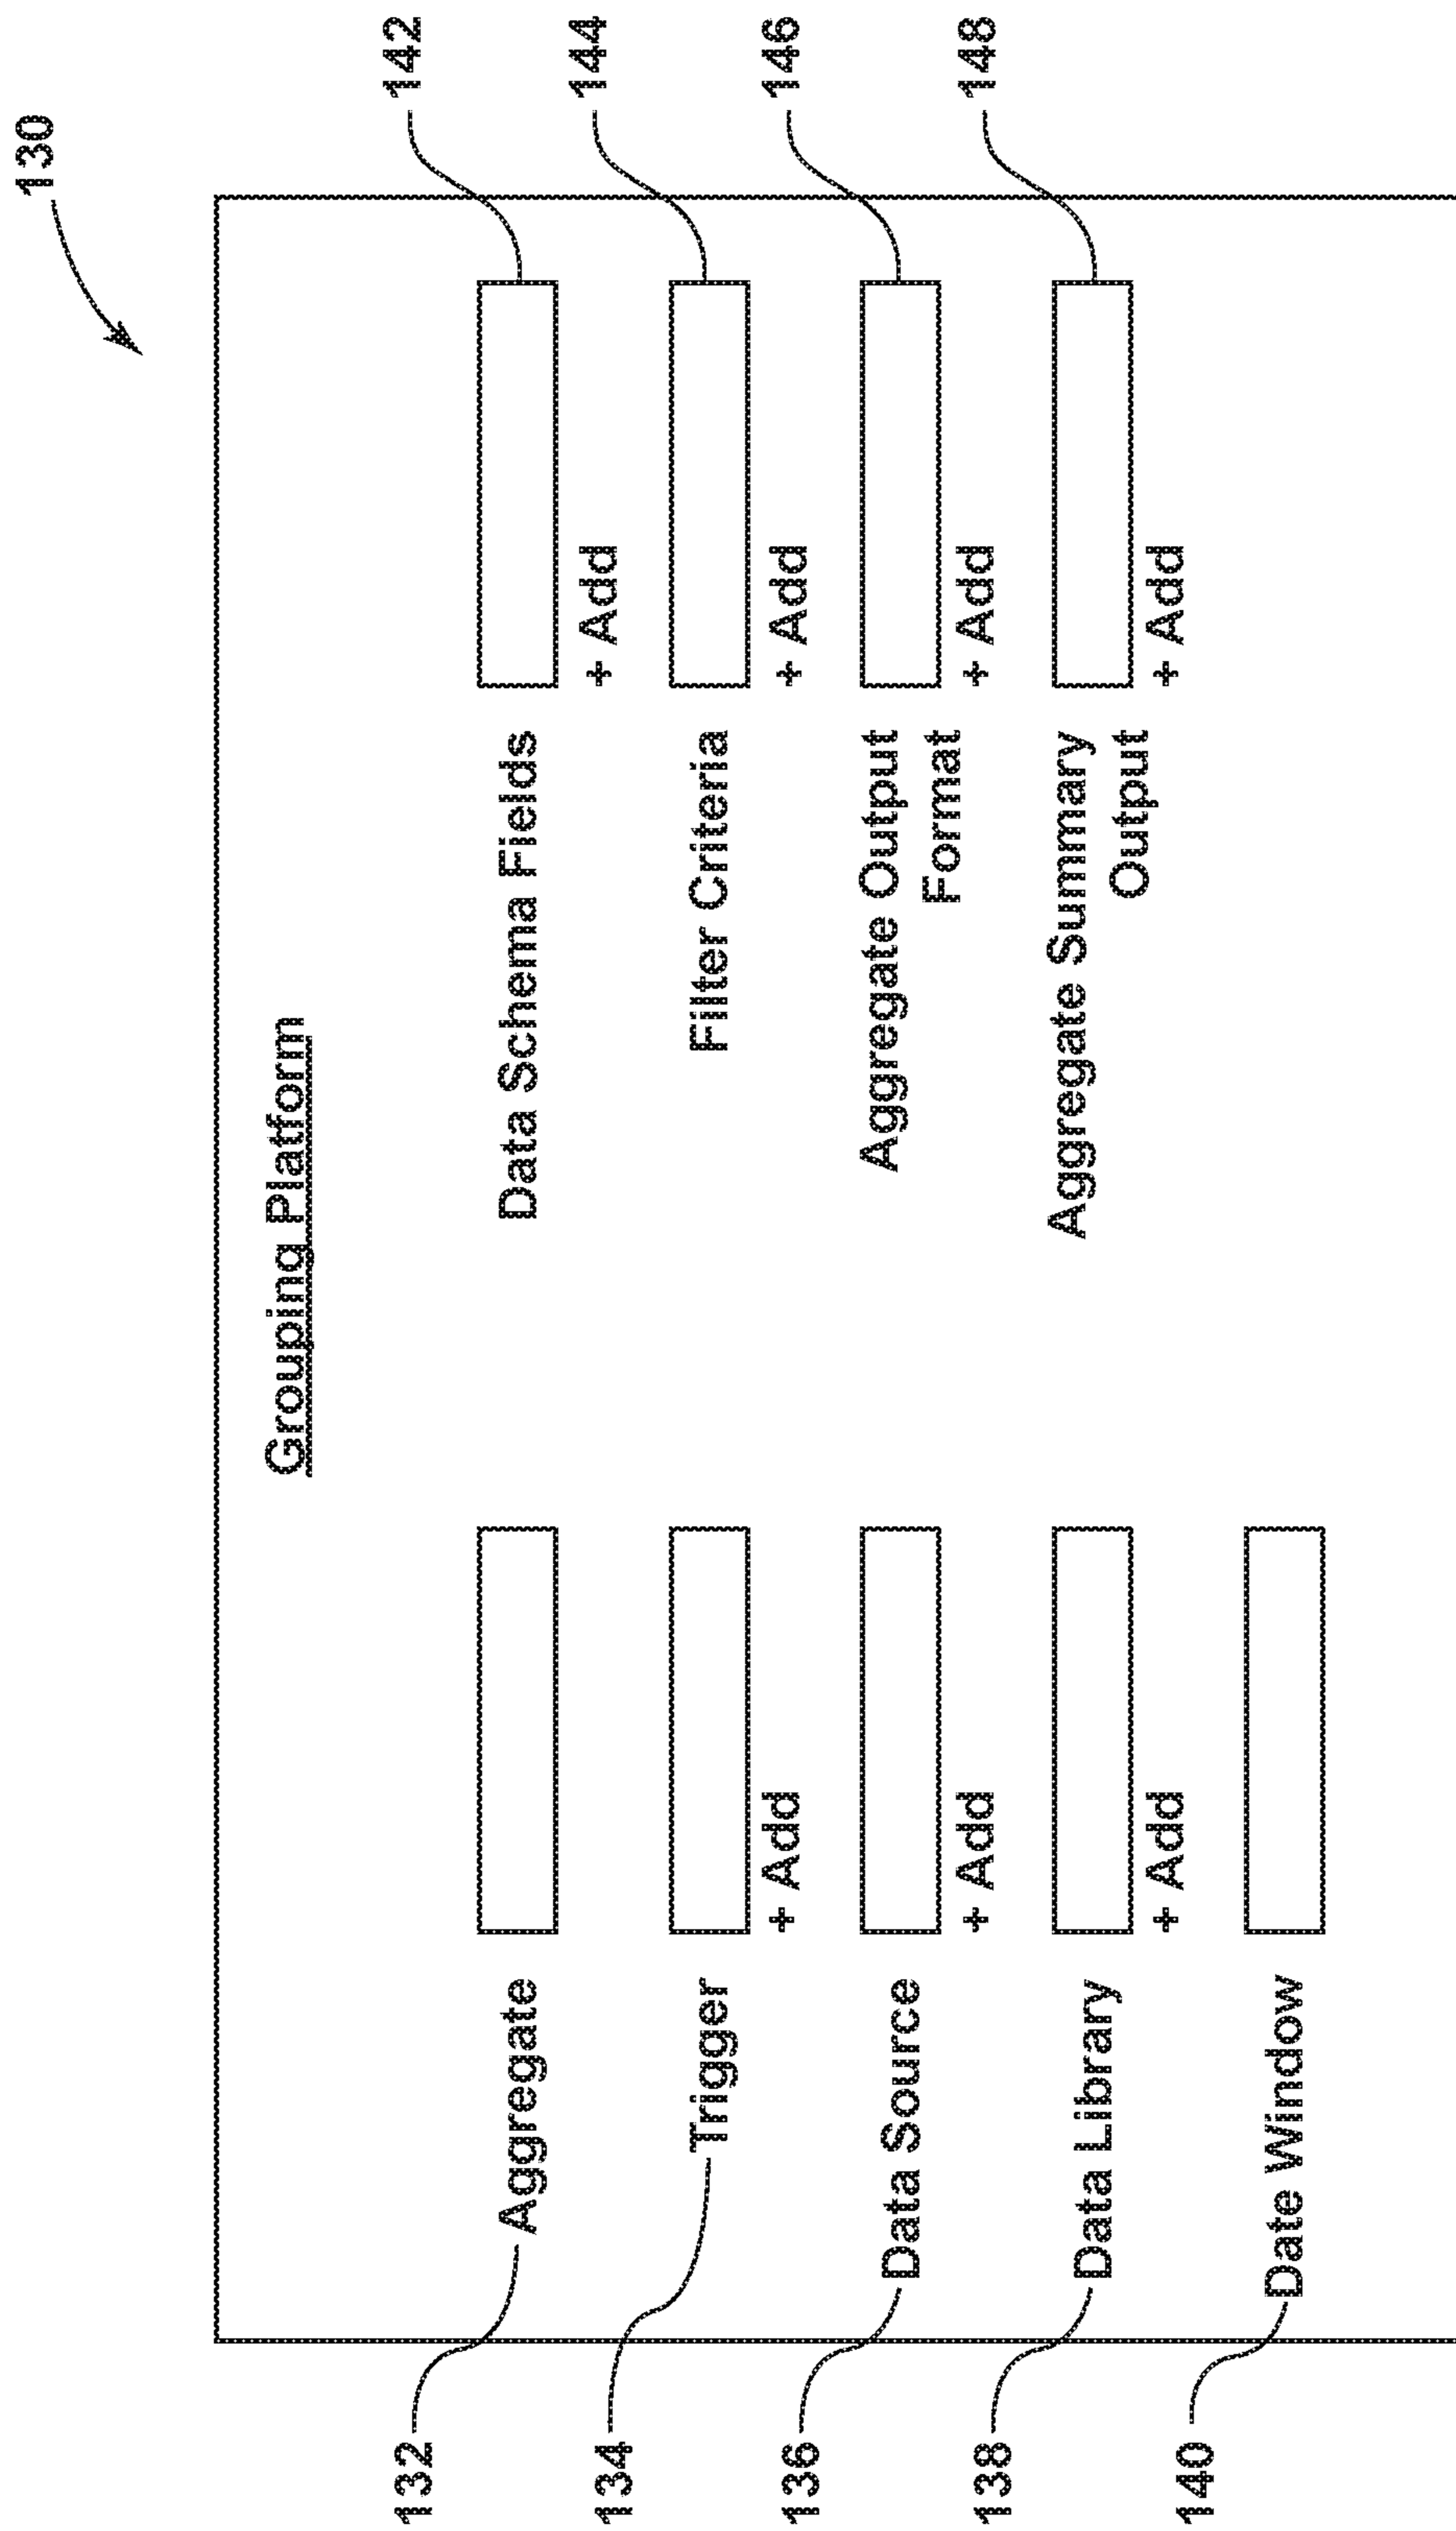 130
Grouping Platform
132
Aggregate
134
Trigger
+ Add
136
Data Source
+ Add
138
Data Library
+ Add
140
Date Window
Data Schema Fields
142
+ Add
Filter Criteria
144
+ Add
Aggregate Output
Format
146
+ Add
Aggregate Summary
Output
148
+ Add